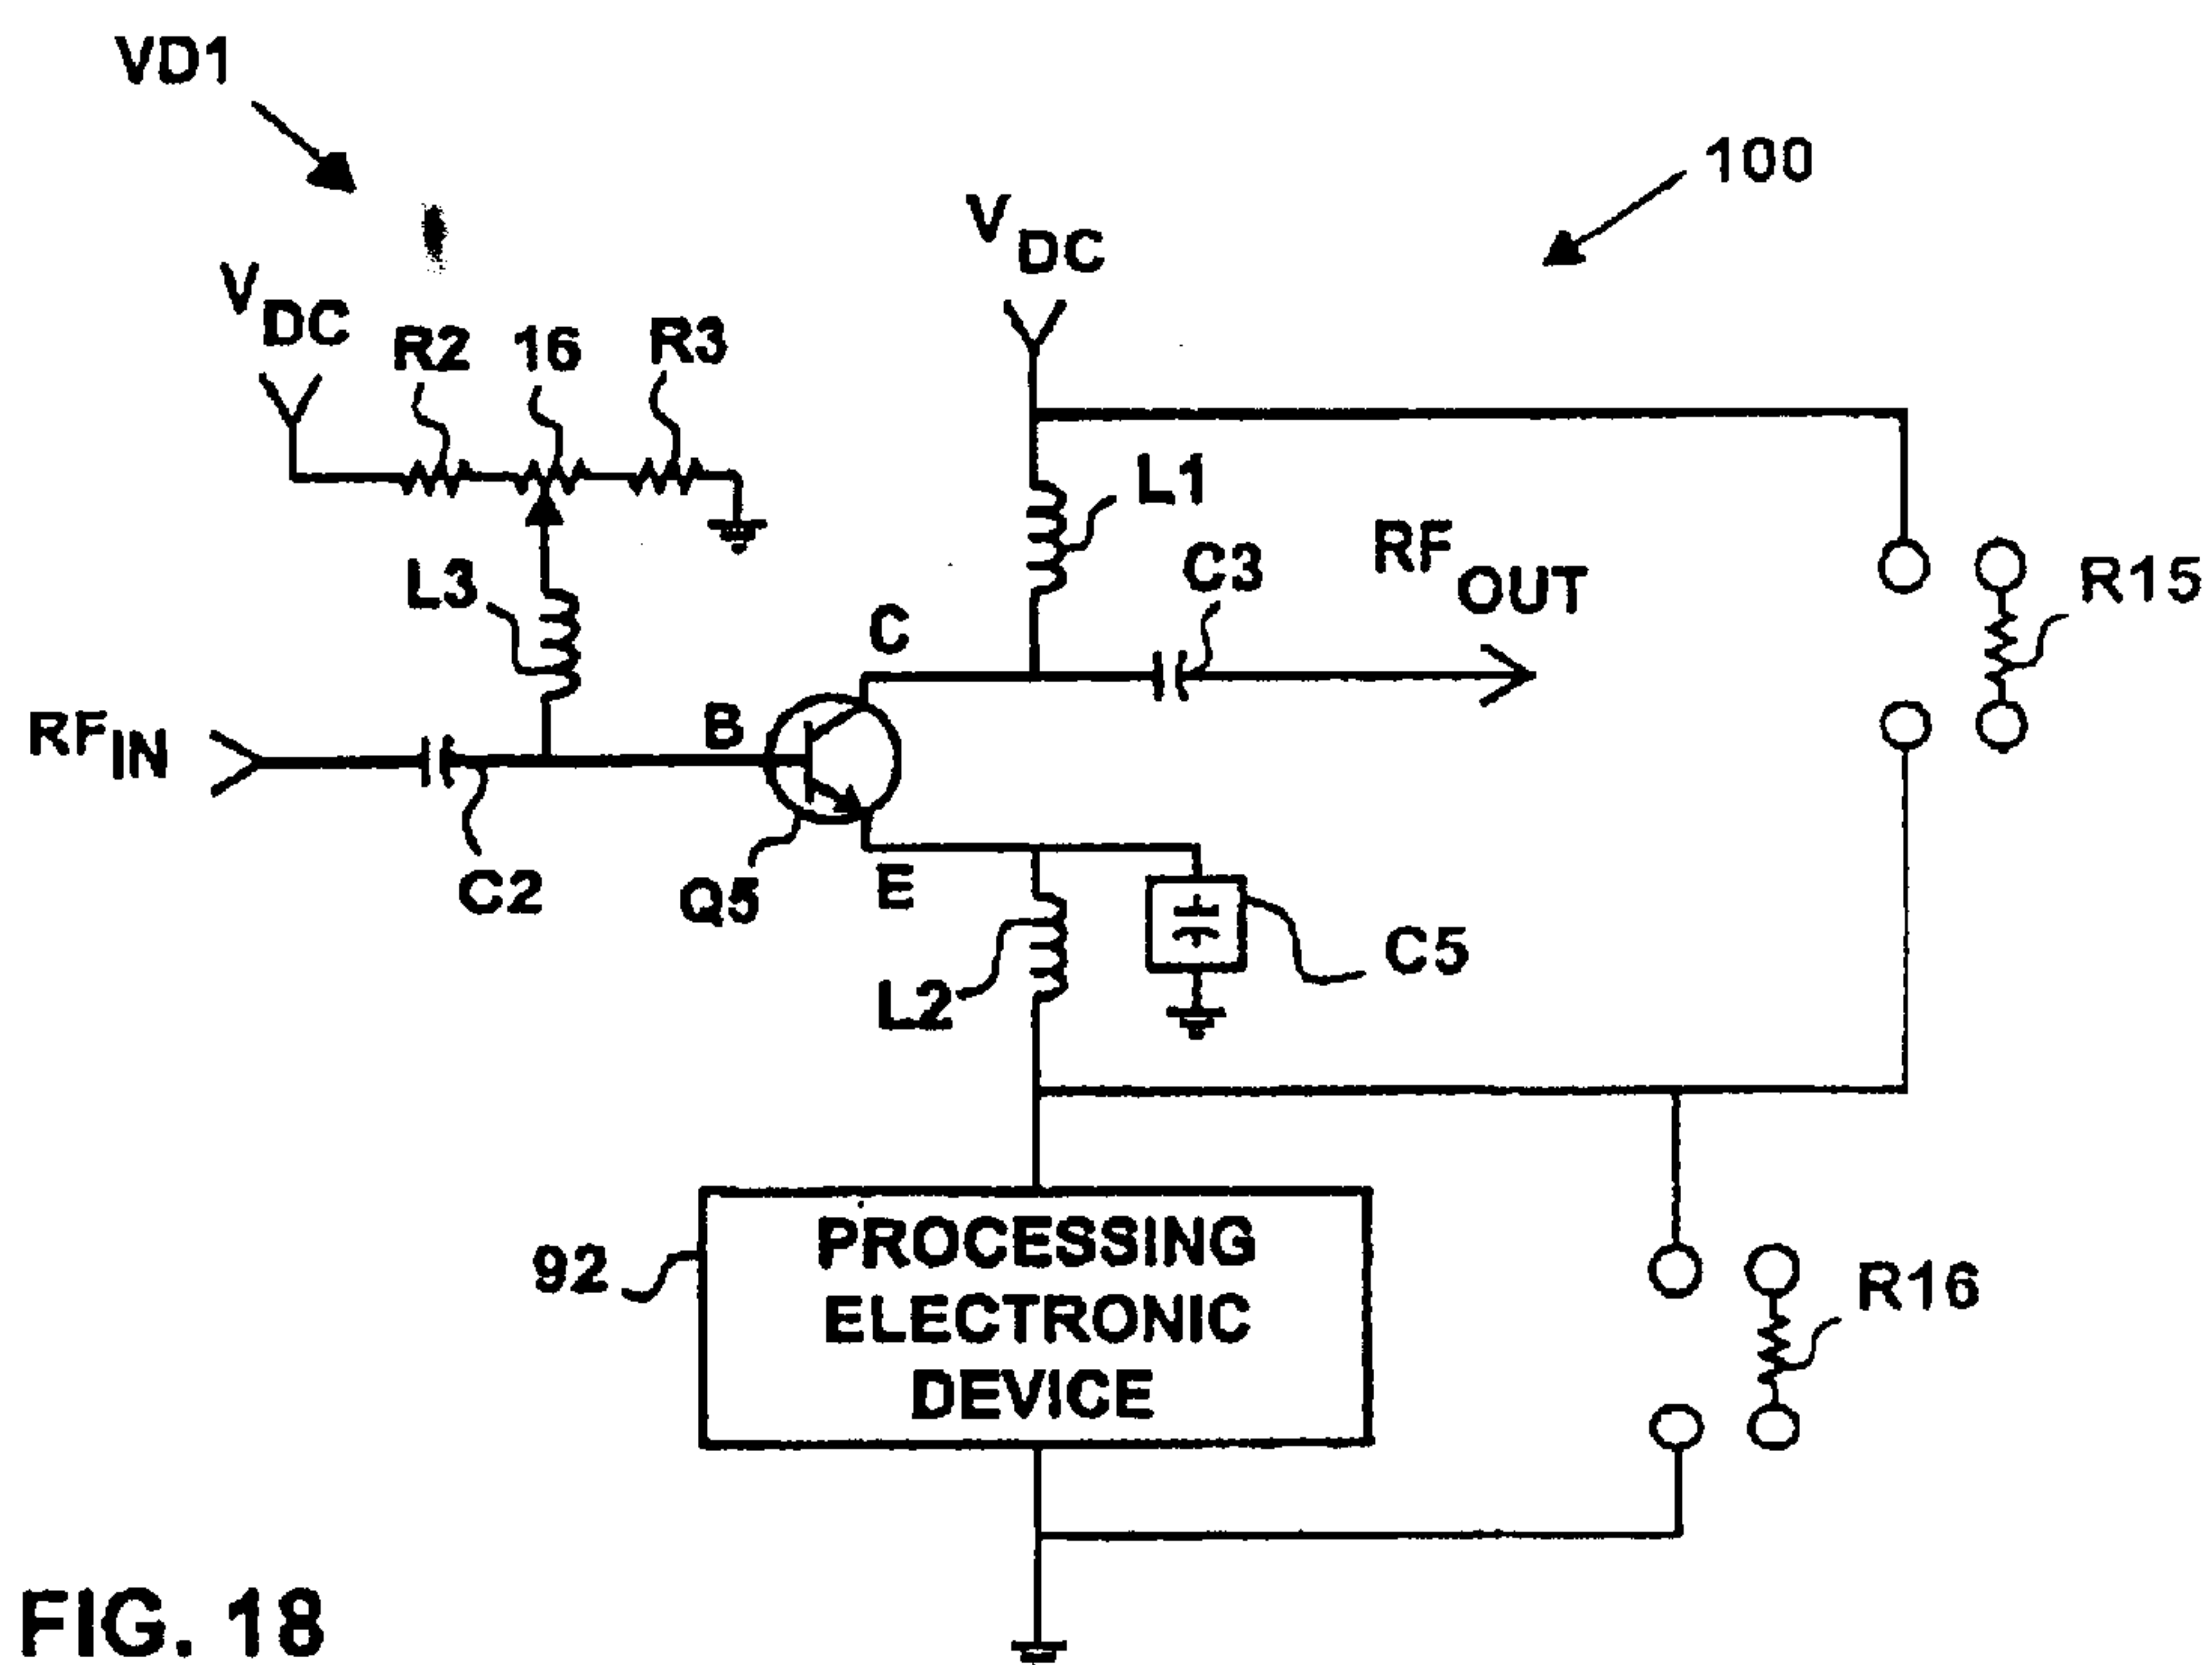 VD1
100
VDC
VDC
R2
16
R3
L1
C3
RFOUT
R15
L3
C
RFIN
B
C2
Q5
E
C5
L2
92
PROCESSING
ELECTRONIC
DEVICE
R16
FIG. 18